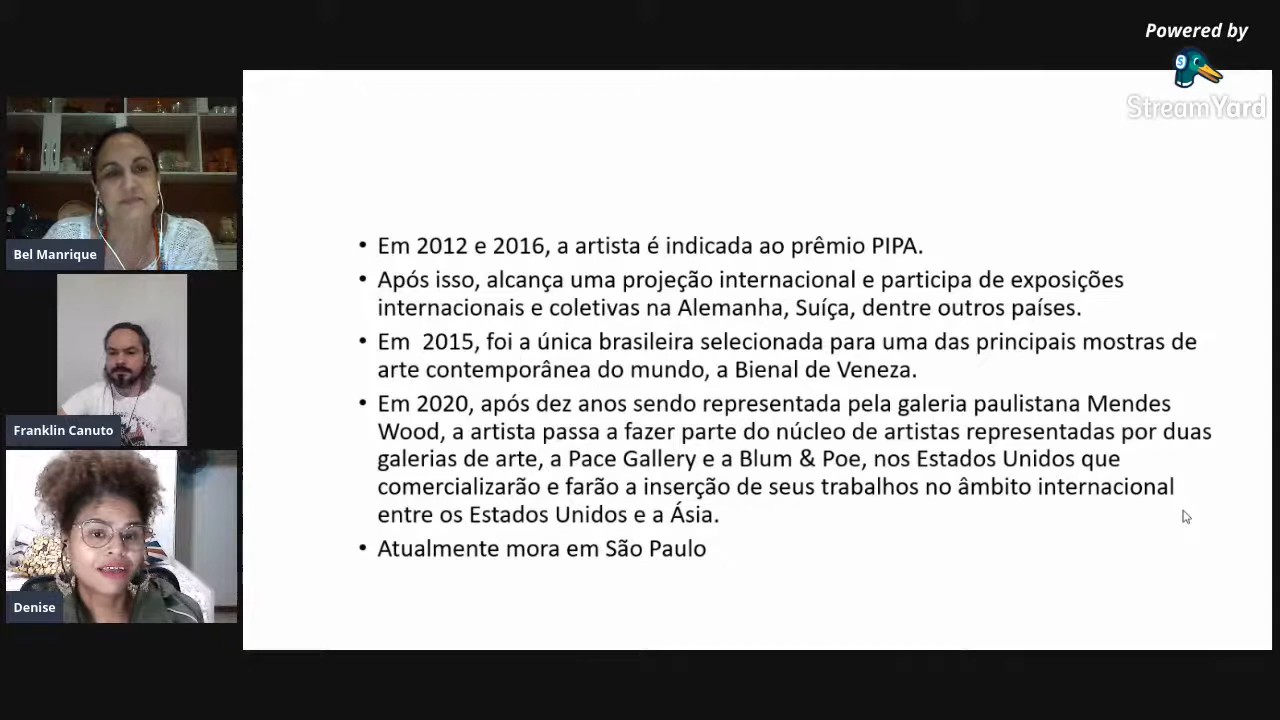 Powered by
StreamYard
Bel Manrique
Franklin Canuto
Denise
• Em 2012 e 2016, a artista é indicada ao prêmio PIPA.
• Após isso, alcança uma projeção internacional e participa de exposições
internacionais e coletivas na Alemanha, Suíça, dentre outros países.
• Em  2015, foi a única brasileira selecionada para uma das principais mostras de
arte contemporânea do mundo, a Bienal de Veneza.
• Em 2020, após dez anos sendo representada pela galeria paulistana Mendes
Wood, a artista passa a fazer parte do núcleo de artistas representadas por duas
galerias de arte, a Pace Gallery e a Blum & Poe, nos Estados Unidos que
comercializarão e farão a inserção de seus trabalhos no âmbito internacional
entre os Estados Unidos e a Ásia.
• Atualmente mora em São Paulo